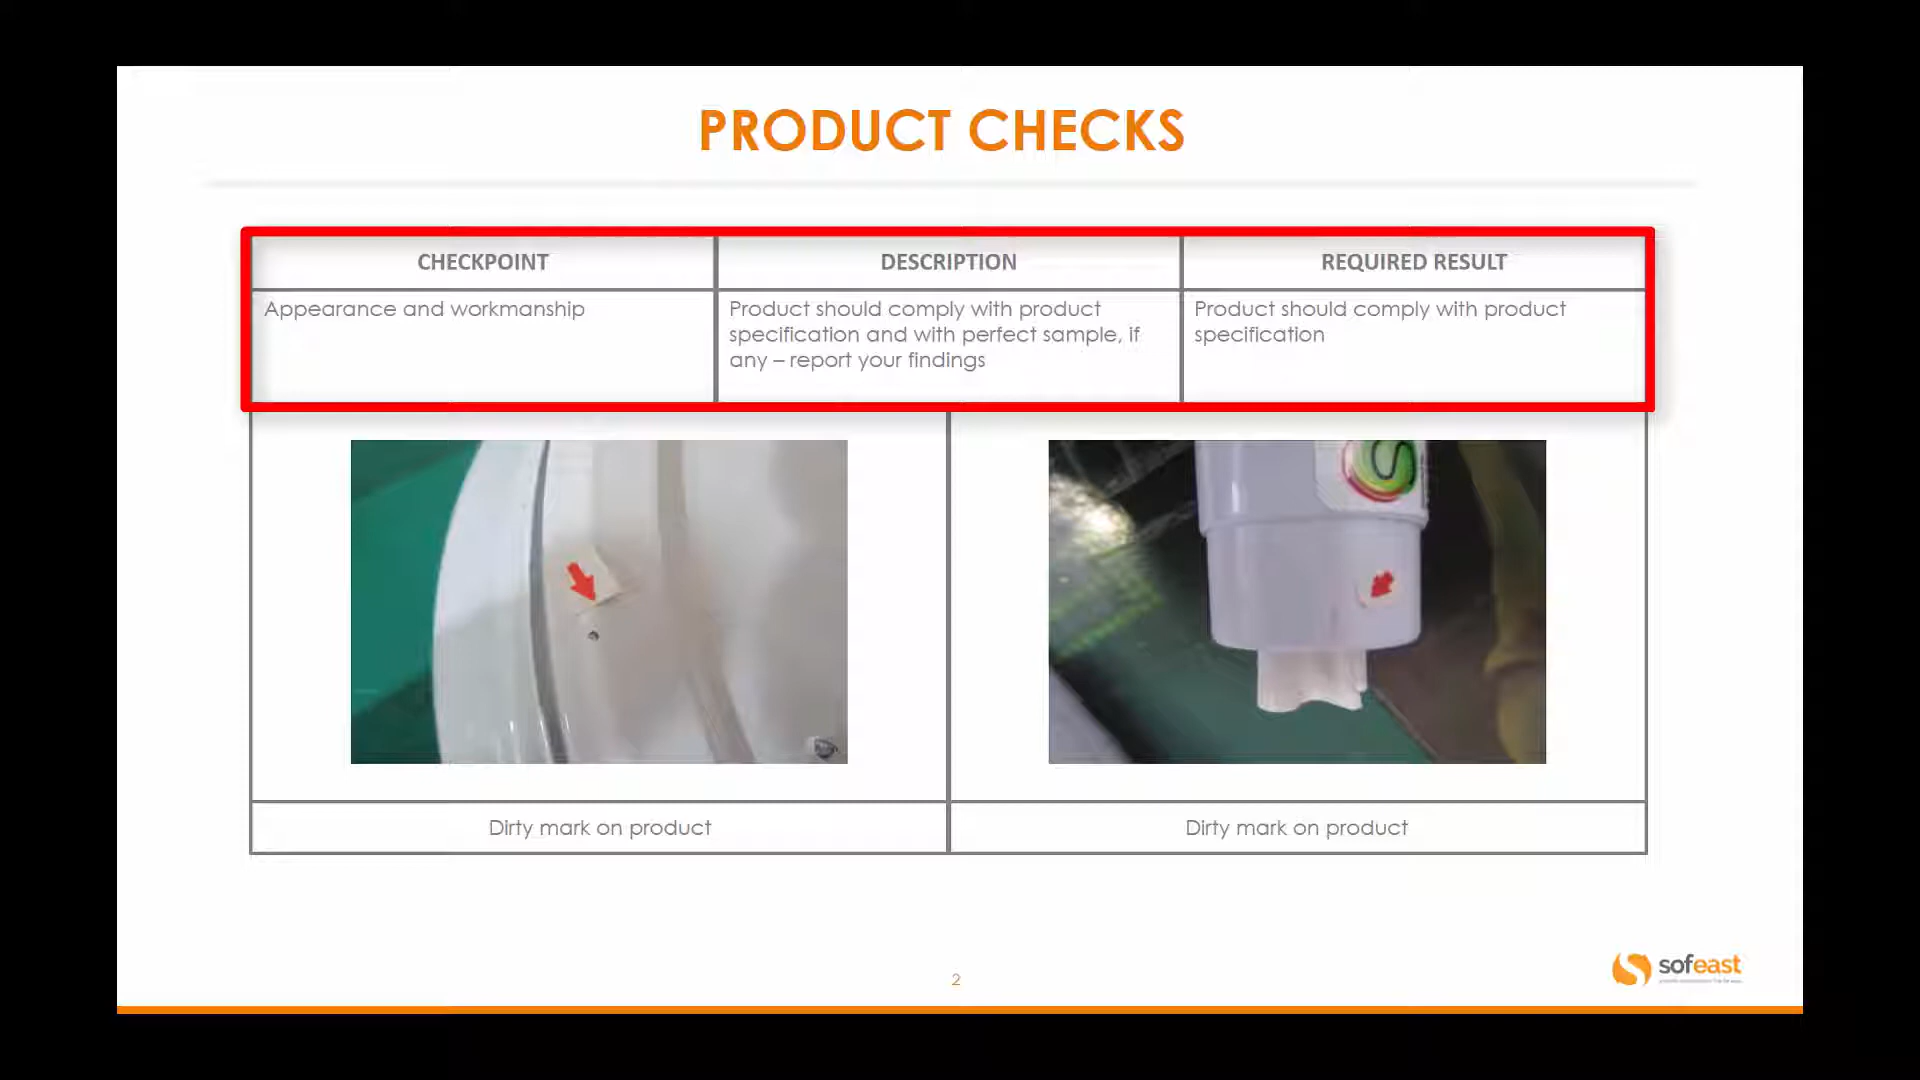 PRODUCT CHECKS
CHECKPOINT
DESCRIPTION
REQUIRED RESULT
Appearance and workmanship
Product should comply with product
specification and with perfect sample, if
any – report your findings
Product should comply with product
specification
Dirty mark on product
Dirty mark on product
2
sofeast